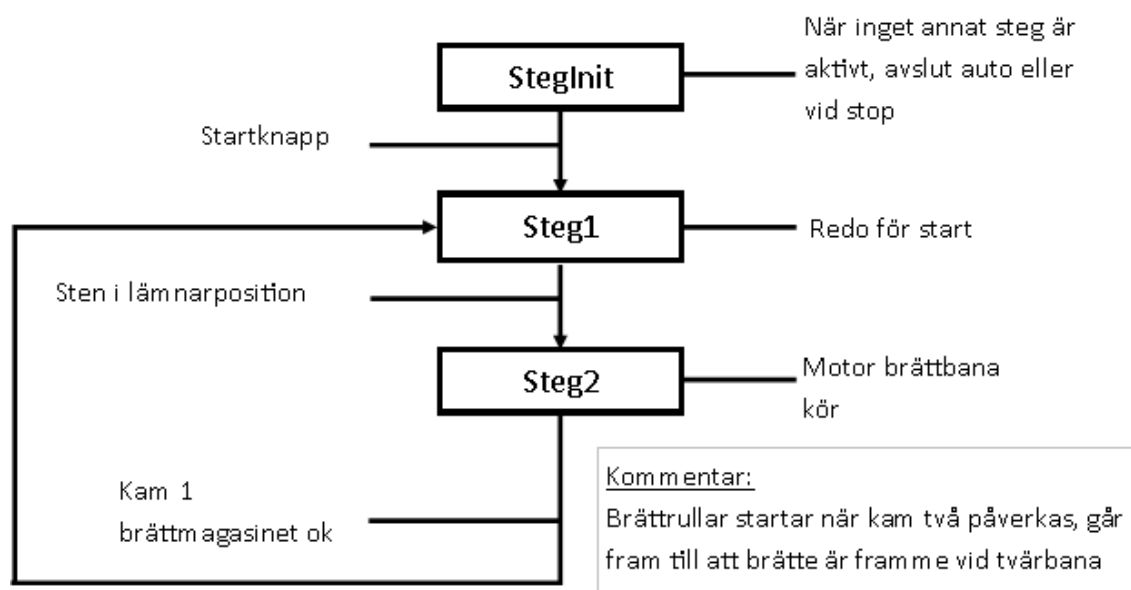 När inget annat steg är
aktivt, avslut auto eller
vid stop
StegInit
Startknapp
Steg1
Redo för start
Sten i lämnarposition
Steg2
Motor brättbana
kör
Kam 1
brättmagasinet ok
Kommentar:
Brättrullar startar när kam två påverkas, går
fram till att brätte är framme vid tvärbana